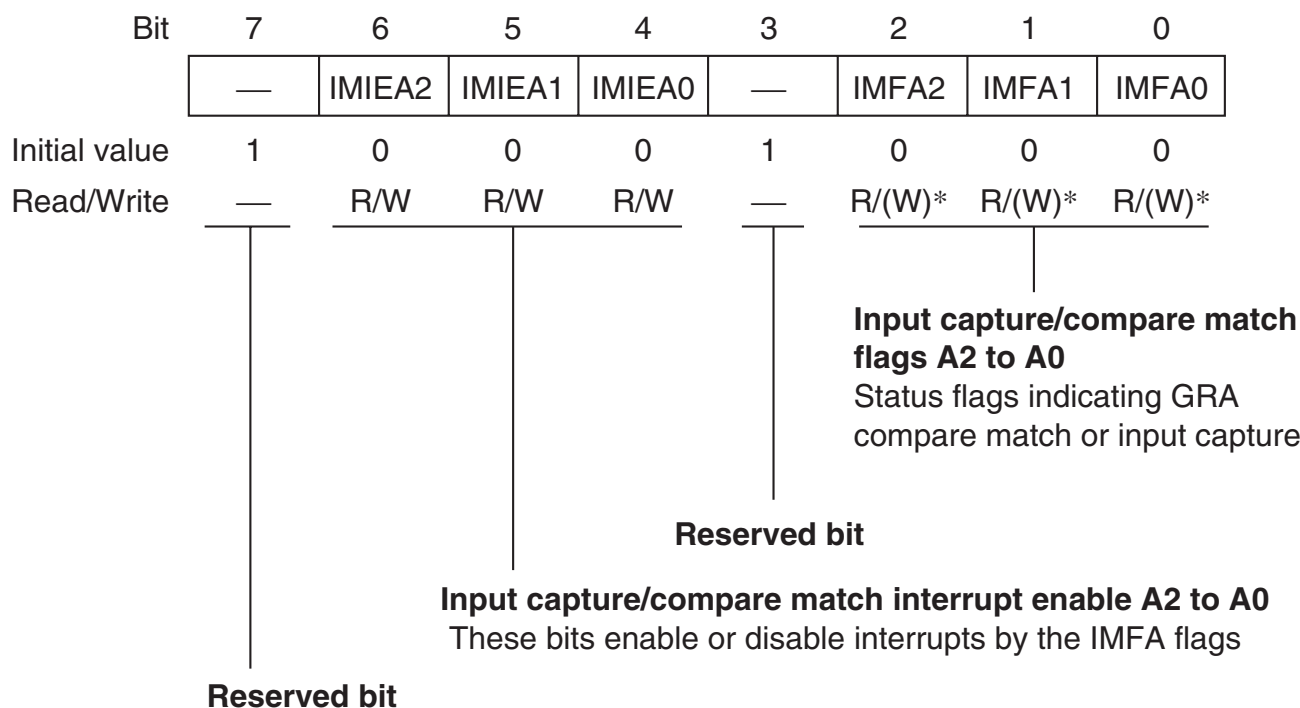 Bit 7 6 5 4 3 2 1 0
— IMIEA2 IMIEA1 IMIEA0 — IMFA2 IMFA1 IMFA0
Initial value 1 0 0 0 1 0 0 0
Read/Write — R/W R/W R/W — R/(W)* R/(W)* R/(W)*
Input capture/compare match
flags A2 to A0
Status flags indicating GRA
compare match or input capture
Reserved bit
Input capture/compare match interrupt enable A2 to A0
These bits enable or disable interrupts by the IMFA flags
Reserved bit